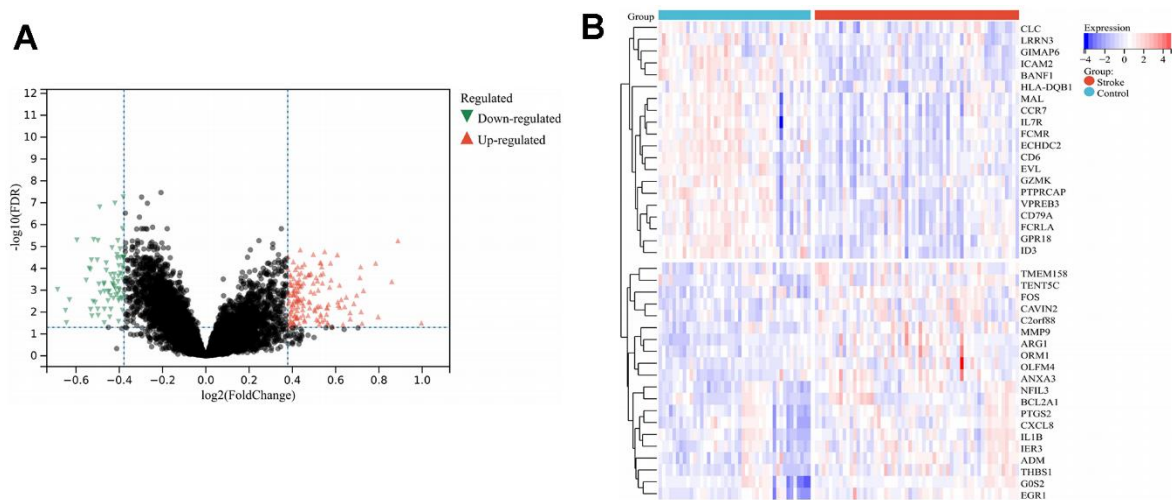 A
Regulated
Down-regulated
Up-regulated
-log10(FDR)
12
11
10
9
8
7
6
5
4
3
2
1
0
−0.6 −0.4 −0.2 0.0 0.2 0.4 0.6 0.8 1.0
log2(FoldChange)
B
Group
CLC
LRRN3
GIMAP6
ICAM2
BANF1
HLA-DQB1
MAL
CCR7
IL7R
FCMR
ECHDC2
CD6
EVL
GZMK
PTPRCAP
VPREB3
CD79A
FCRLA
GPR18
ID3
TMEM158
TENT5C
FOS
CAVIN2
C2orf88
MMP9
ARG1
ORM1
OLFM4
ANXA3
NFIL3
BCL2A1
PTGS2
CXCL8
IL1B
IER3
ADM
THBS1
G0S2
EGR1
Expression
−4 −2 0 2 4
Group:
Stroke
Control